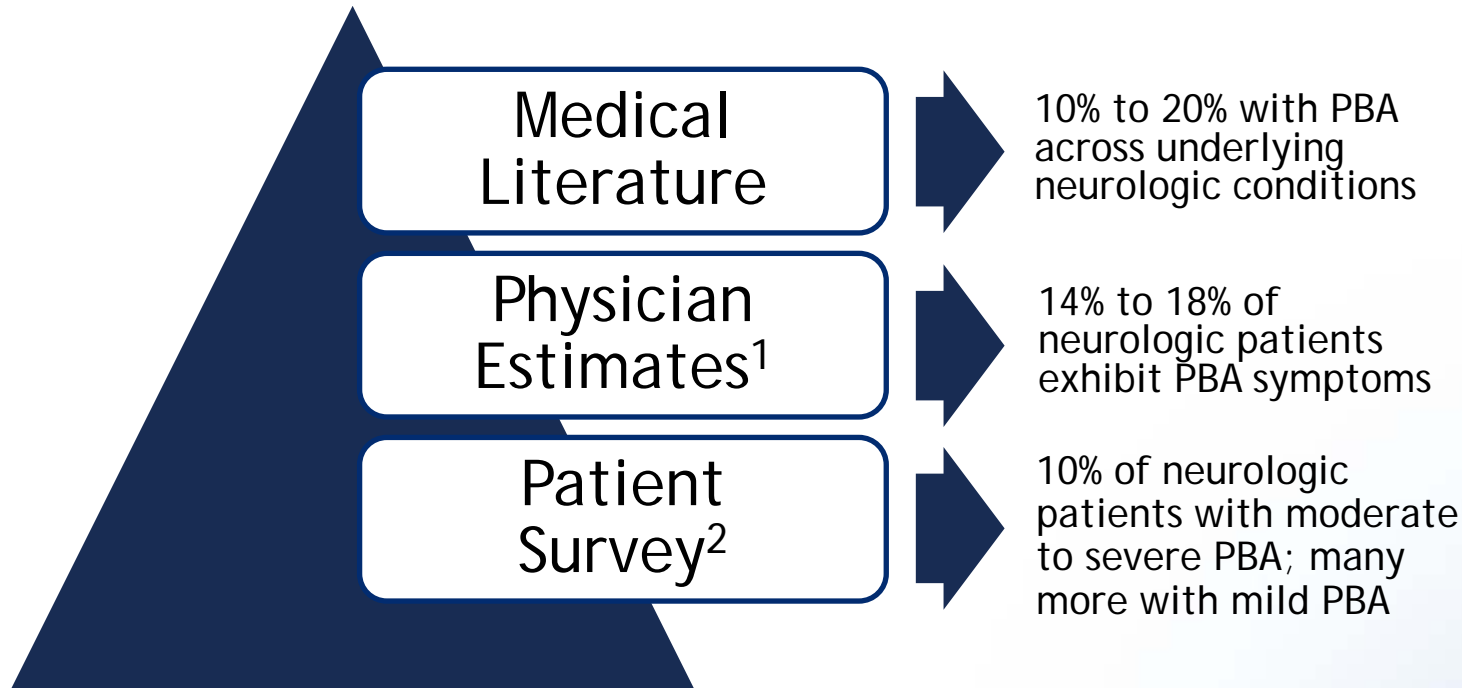 Medical
Literature
10% to 20% with PBA
across underlying
neurologic conditions
Physician
Estimates¹
14% to 18% of
neurologic patients
exhibit PBA symptoms
Patient
Survey²
10% of neurologic
patients with moderate
to severe PBA; many
more with mild PBA